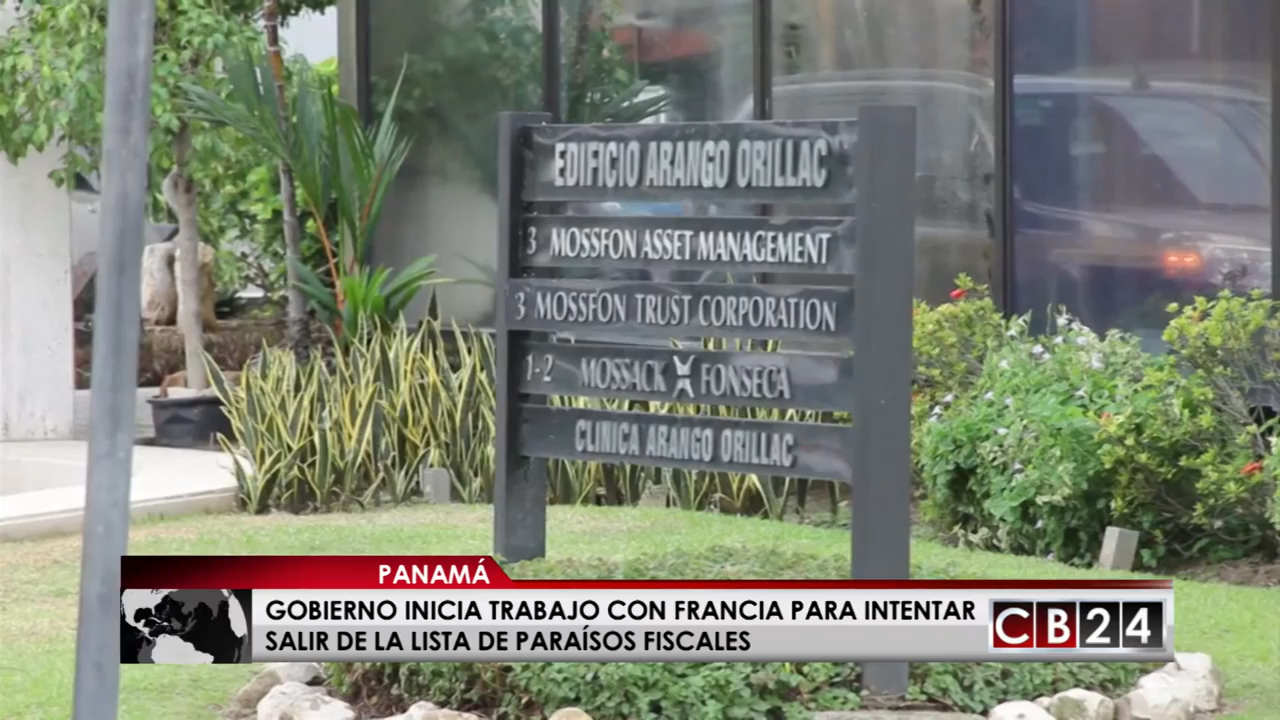 EDIFICIO ARANGO ORILLAC
3 MOSSFON ASSET MANAGEMENT
3 MOSSFON TRUST CORPORATION
1-2 MOSSACK FONSECA
CLINICA ARANGO ORILLAC
PANAMÁ
GOBIERNO INICIA TRABAJO CON FRANCIA PARA INTENTAR
SALIR DE LA LISTA DE PARAÍSOS FISCALES
CB24